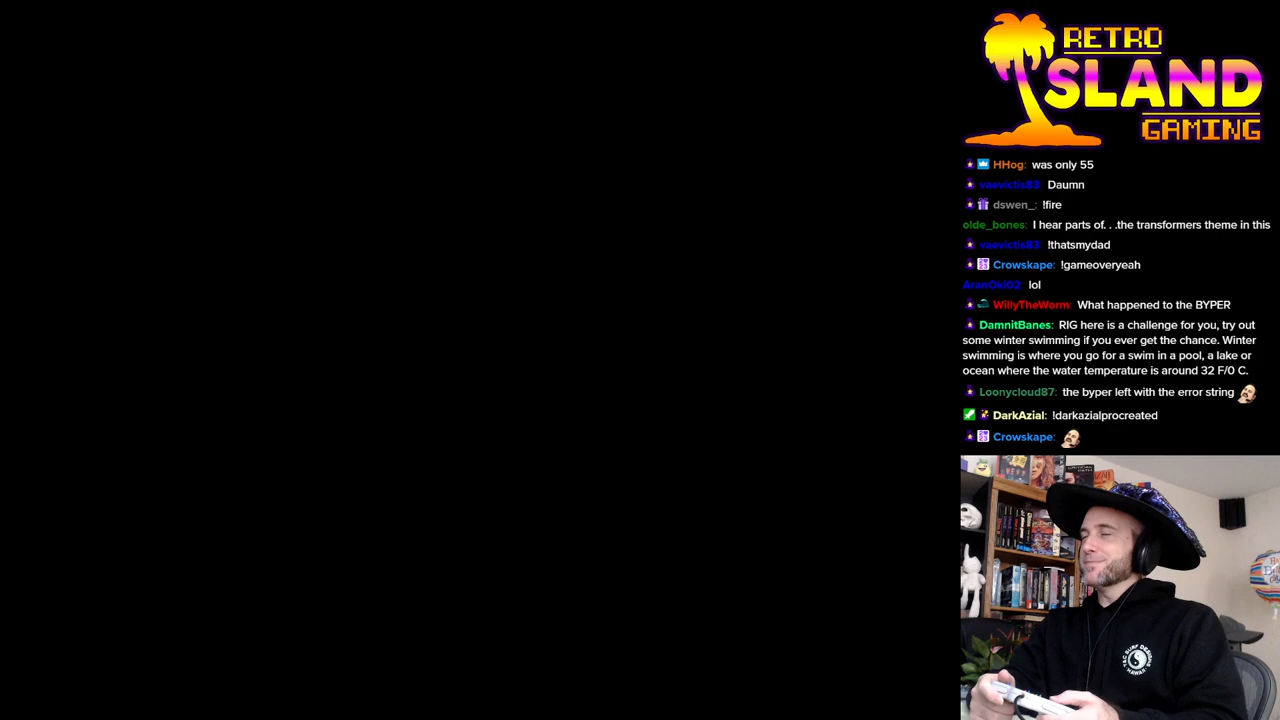 RETRO
ISLAND
GAMING
HHog: was only 55
vaevictis83 Daumn
dswen_: !fire
olde_bones: I hear parts of. . .the transformers theme in this
vaevictis83 !thatsmydad
Crowskape: !gameoveryeah
AranOki02 lol
WillyTheWorm: What happened to the BYPER
DamnitBanes: RIG here is a challenge for you, try out
some winter swimming if you ever get the chance. Winter
swimming is where you go for a swim in a pool, a lake or
ocean where the water temperature is around 32 F/0 C.
Loonycloud87: the byper left with the error string
DarkAzial: !darkazialprocreated
Crowskape: